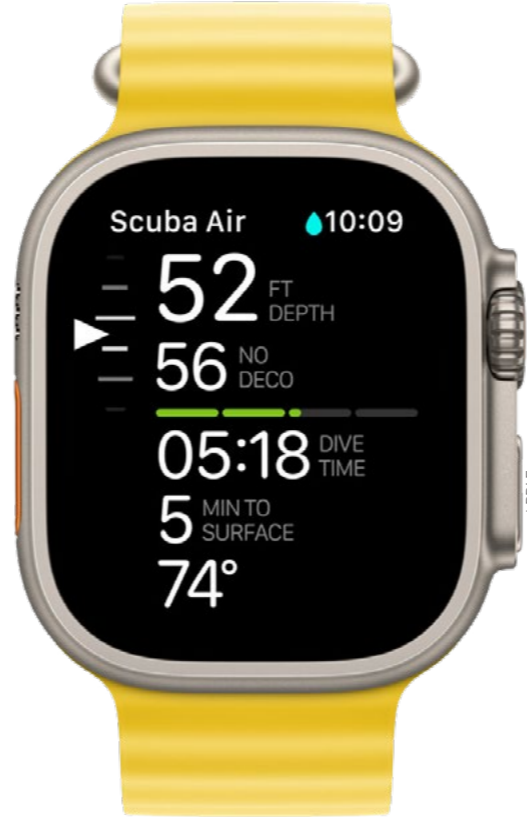 Scuba Air 10:09
52 FT DEPTH
56 NO DECO
05:18 DIVE TIME
5 MIN TO SURFACE
74°